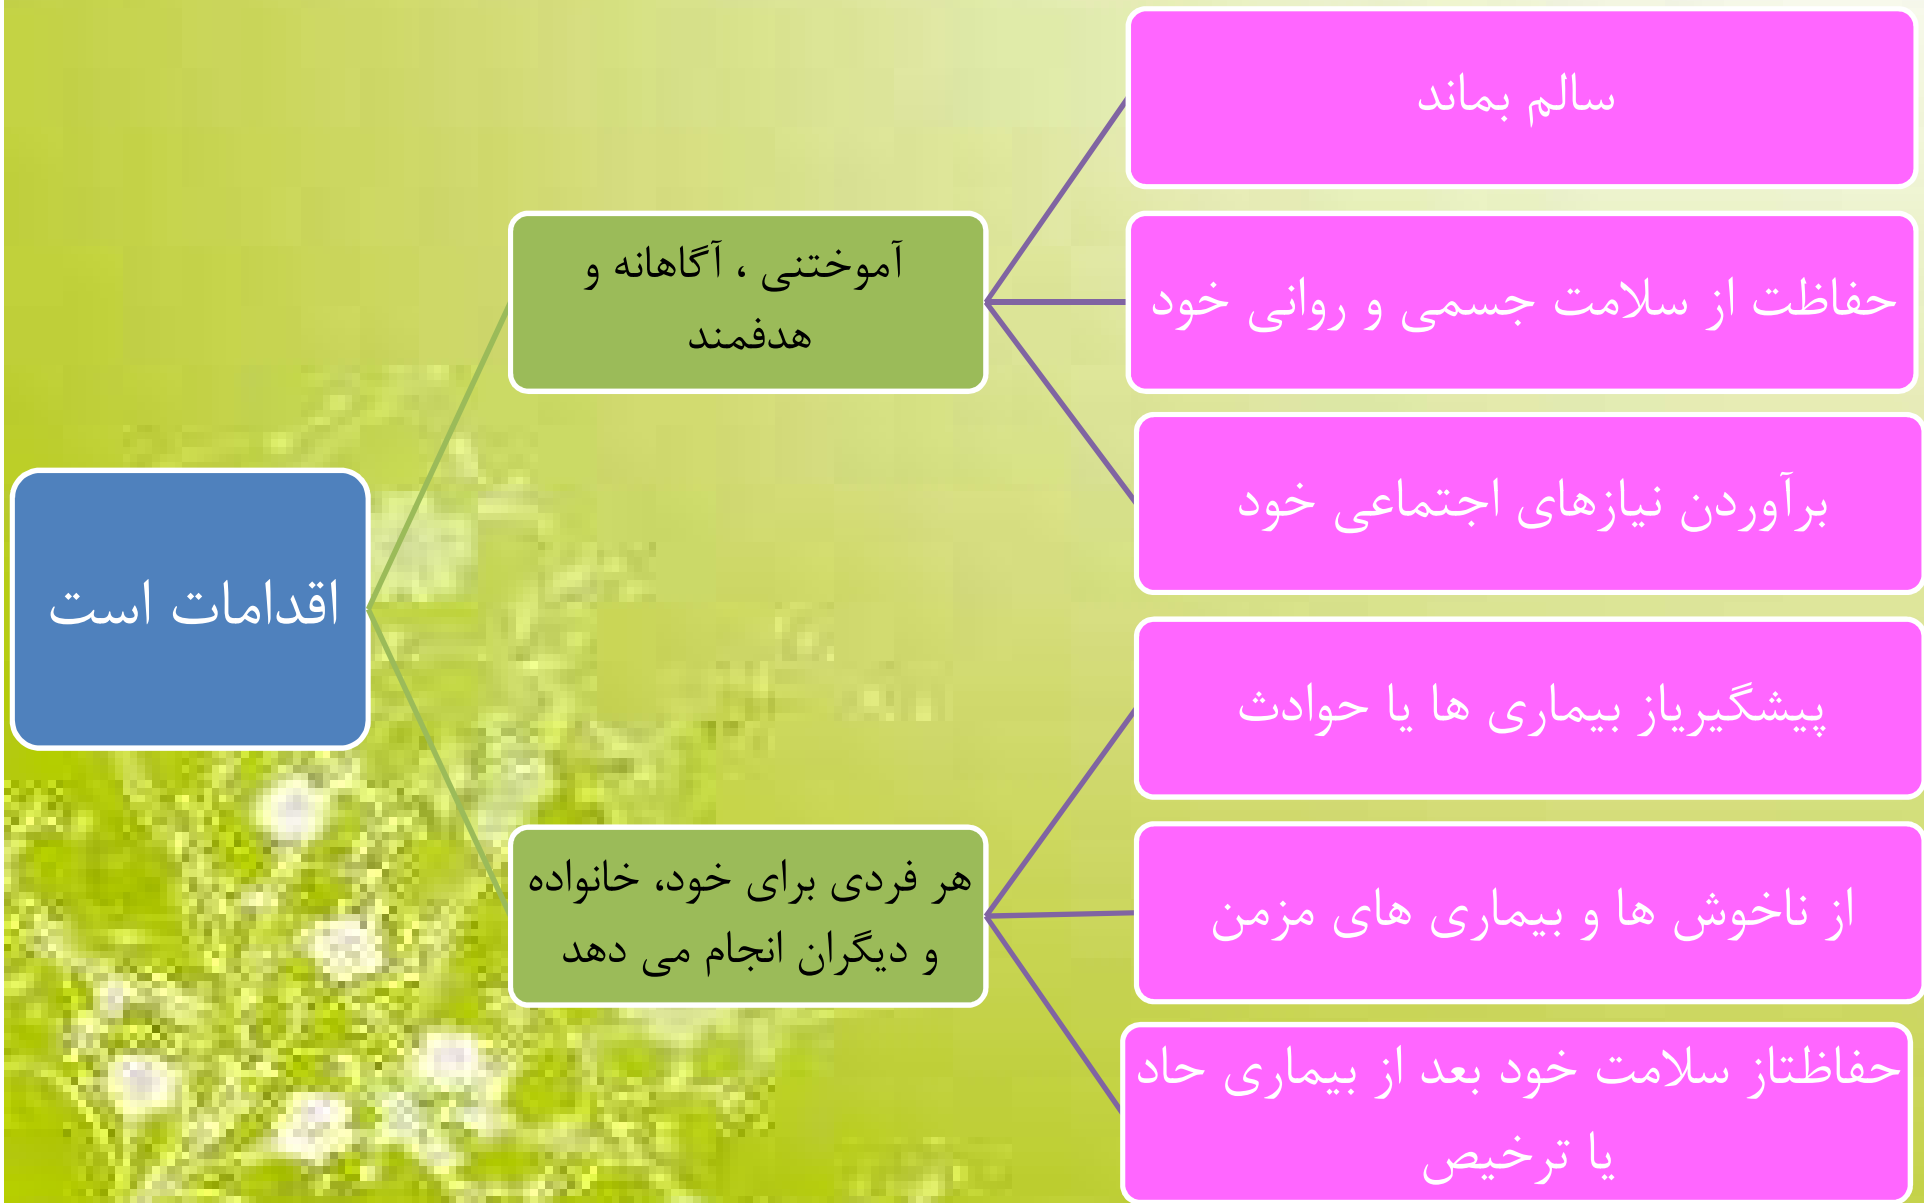 اقدامات است
آموختنی ، آگاهانه و
هدفمند
سالم بماند
حفاظت از سلامت جسمی و روانی خود
برآوردن نیازهای اجتماعی خود
هر فردی برای خود، خانواده
و دیگران انجام می دهد
پیشگیریاز بیماری ها یا حوادث
از ناخوش ها و بیماری های مزمن
حفاظتاز سلامت خود بعد از بیماری حاد
یا ترخیص